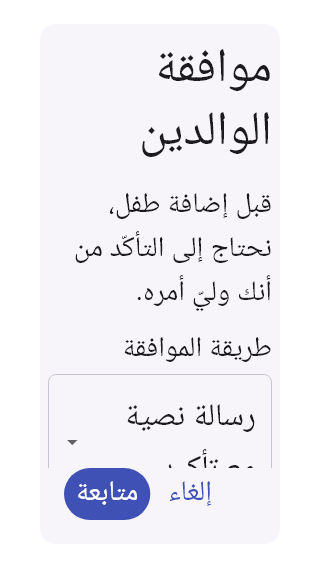 موافقة
الوالدين
قبل إضافة طفل،
نحتاج إلى التأكّد من
أنك وليّ أمره.
طريقة الموافقة
رسالة نصية
إلغاء
متابعة